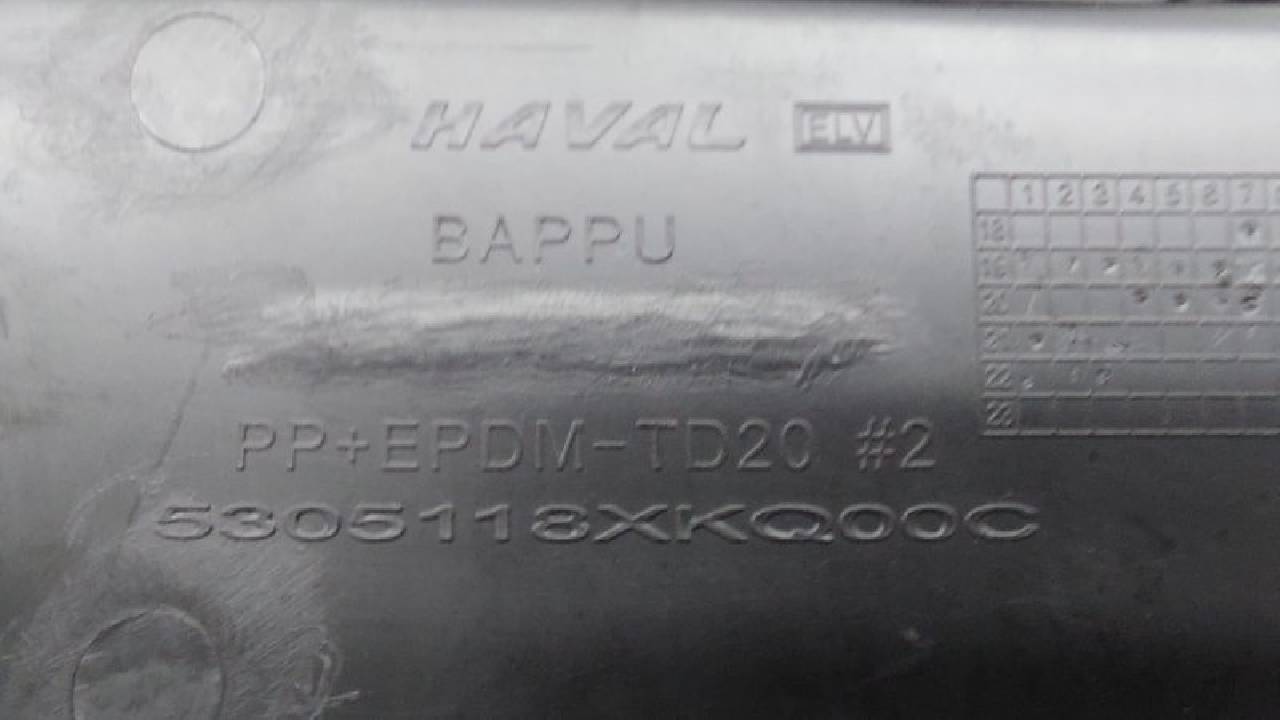 HAVAL ELV
BAPPU
PP+EPDM-TD20 #2
5305118XKQ00C
1 2 3 4 5 6 7
18
19
20
21
22
23